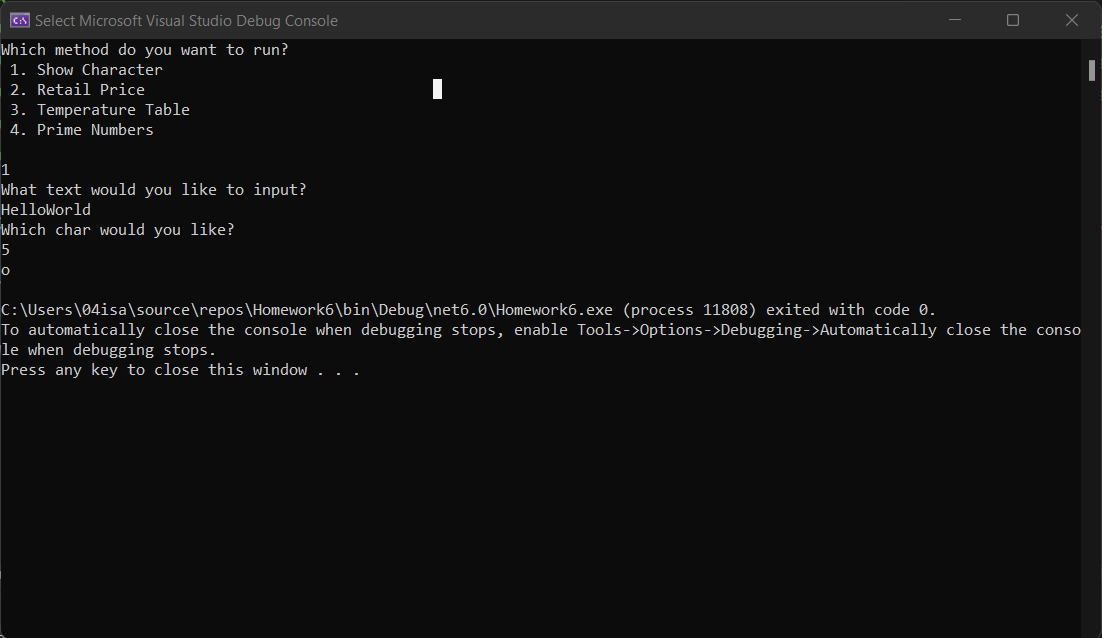 Select Microsoft Visual Studio Debug Console
Which method do you want to run?
 1. Show Character
 2. Retail Price
 3. Temperature Table
 4. Prime Numbers

1
What text would you like to input?
HelloWorld
Which char would you like?
5
o

C:\Users\04isa\source\repos\Homework6\bin\Debug\net6.0\Homework6.exe (process 11808) exited with code 0.
To automatically close the console when debugging stops, enable Tools->Options->Debugging->Automatically close the conso
le when debugging stops.
Press any key to close this window . . .